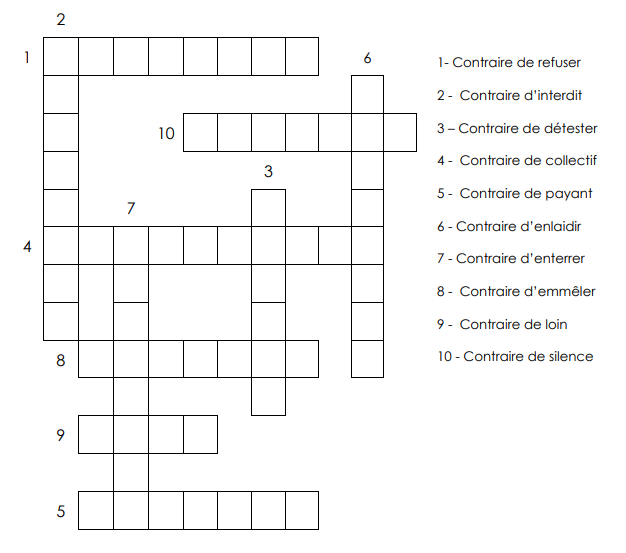 2
1
6
10
3
7
4
8
9
5
1- Contraire de refuser
2 - Contraire d'interdit
3 – Contraire de détester
4 - Contraire de collectif
5 - Contraire de payant
6 - Contraire d'enlaidir
7 - Contraire d'enterrer
8 - Contraire d'emmêler
9 - Contraire de loin
10 - Contraire de silence